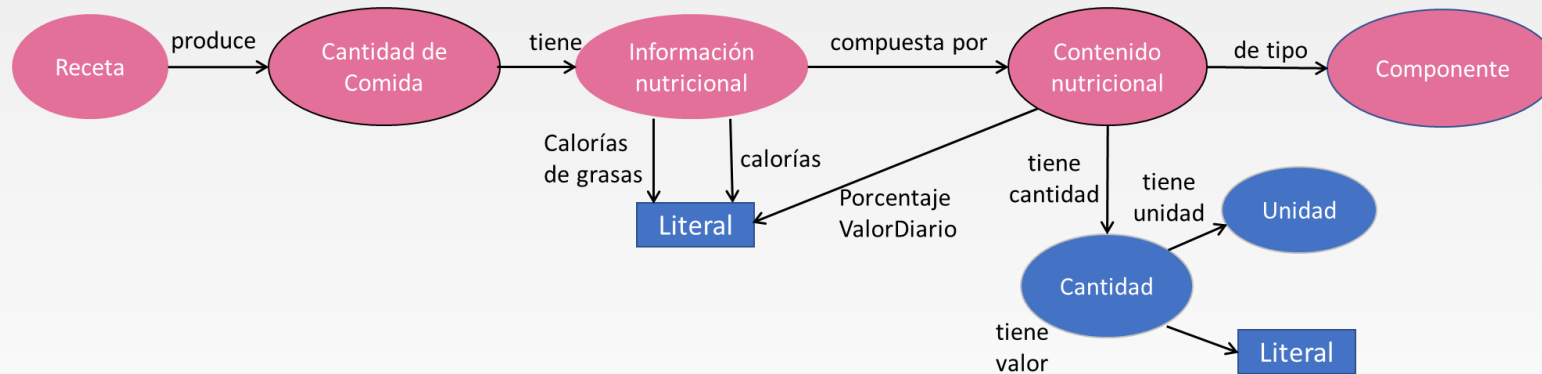 produce
tiene
compuesta por
de tipo
Receta
Cantidad de
Comida
Información
nutricional
Contenido
nutricional
Componente
Calorías
de grasas
calorías
Porcentaje
ValorDiario
tiene
cantidad
tiene
unidad
Literal
Unidad
Cantidad
tiene
valor
Literal